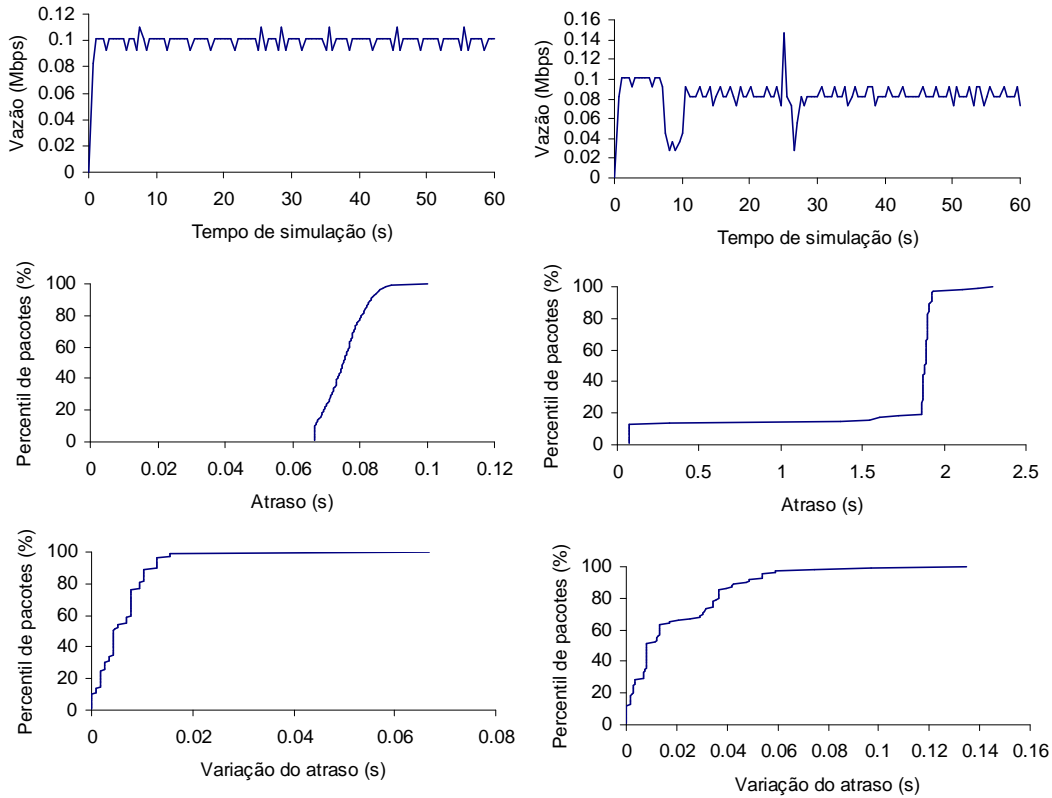 Vazão (Mbps)
0.12
0.1
0.08
0.06
0.04
0.02
0
0 10 20 30 40 50 60
Tempo de simulação (s)
Vazão (Mbps)
0.16
0.14
0.12
0.1
0.08
0.06
0.04
0.02
0
0 10 20 30 40 50 60
Tempo de simulação (s)
Percentil de pacotes (%)
100
80
60
40
20
0
0 0.02 0.04 0.06 0.08 0.1 0.12
Atraso (s)
Percentil de pacotes (%)
100
80
60
40
20
0
0 0.5 1 1.5 2 2.5
Atraso (s)
Percentil de pacotes (%)
100
80
60
40
20
0
0 0.02 0.04 0.06 0.08
Variação do atraso (s)
Percentil de pacotes (%)
100
80
60
40
20
0
0 0.02 0.04 0.06 0.08 0.1 0.12 0.14 0.16
Variação do atraso (s)